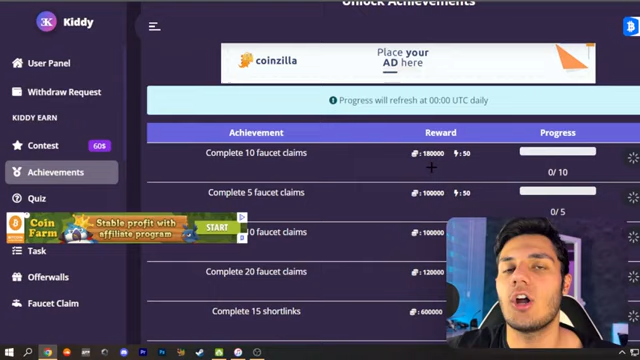 Unlock Achievements
Kiddy
User Panel
Withdraw Request
KIDDY EARN
Contest 60$
Achievements
Quiz
Task
Offerwalls
Faucet Claim
coinzilla
Place your
AD here
Progress will refresh at 00:00 UTC daily
Achievement Reward Progress
Complete 10 faucet claims : 180000 : 50
0/ 10
Complete 5 faucet claims : 100000 : 50
0/ 5
10 faucet claims : 100000
Complete 20 faucet claims : 120000
Complete 15 shortlinks : 600000
Coin
Farm
Stable profit with
affiliate program
START